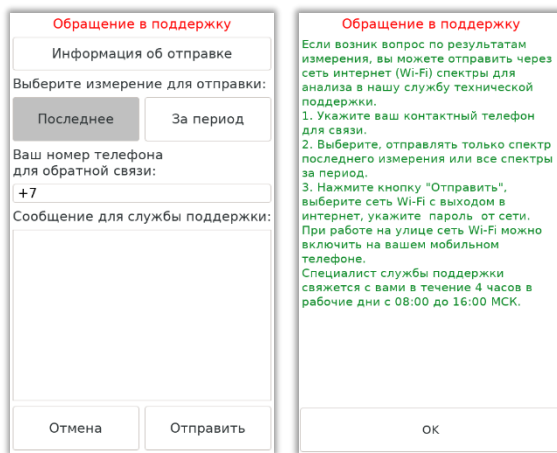 Обращение в поддержку
Информация об отправке
Выберите измерение для отправки:
Последнее
За период
Ваш номер телефона
для обратной связи:
+7
Сообщение для службы поддержки:
Отмена
Отправить
Обращение в поддержку
Если возник вопрос по результатам
измерения, вы можете отправить через
сеть интернет (Wi-Fi) спектры для
анализа в нашу службу технической
поддержки.
1. Укажите ваш контактный телефон
для связи.
2. Выберите, отправлять только спектр
последнего измерения или все спектры
за период.
3. Нажмите кнопку "Отправить",
выберите сеть Wi-Fi с выходом в
интернет, укажите пароль от сети.
При работе на улице сеть Wi-Fi можно
включить на вашем мобильном
телефоне.
Специалист службы поддержки
свяжется с вами в течение 4 часов в
рабочие дни с 08:00 до 16:00 МСК.
ОК